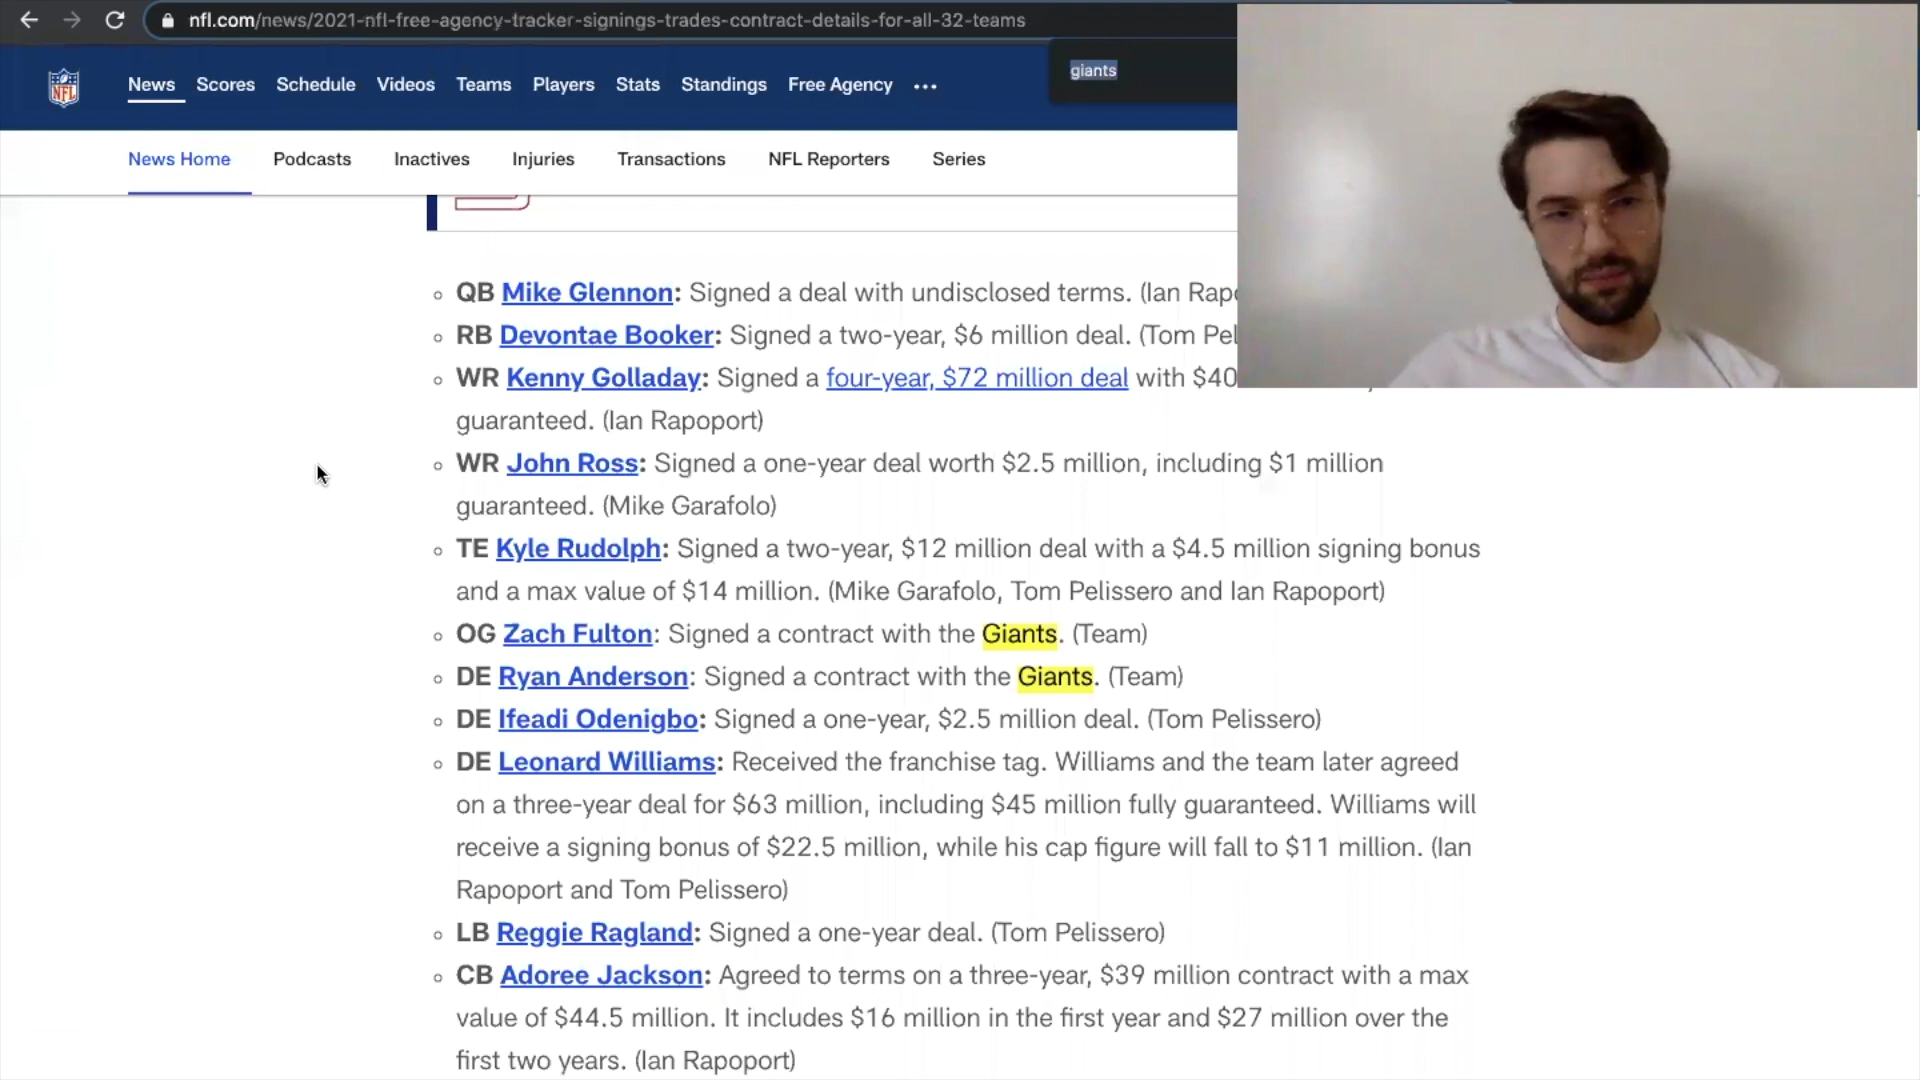 nfl.com/news/2021-nfl-free-agency-tracker-signings-trades-contract-details-for-all-32-teams
giants
NFL
News Scores Schedule Videos Teams Players Stats Standings Free Agency
News Home Podcasts Inactives Injuries Transactions NFL Reporters Series
QB Mike Glennon: Signed a deal with undisclosed terms. (Ian
RB Devontae Booker: Signed a two-year, $6 million deal. (Tom
WR Kenny Golladay: Signed a four-year, $72 million deal with $40
guaranteed. (Ian Rapoport)
WR John Ross: Signed a one-year deal worth $2.5 million, including $1 million
guaranteed. (Mike Garafolo)
TE Kyle Rudolph: Signed a two-year, $12 million deal with a $4.5 million signing bonus
and a max value of $14 million. (Mike Garafolo, Tom Pelissero and Ian Rapoport)
OG Zach Fulton: Signed a contract with the Giants. (Team)
DE Ryan Anderson: Signed a contract with the Giants. (Team)
DE Ifeadi Odenigbo: Signed a one-year, $2.5 million deal. (Tom Pelissero)
DE Leonard Williams: Received the franchise tag. Williams and the team later agreed
on a three-year deal for $63 million, including $45 million fully guaranteed. Williams will
receive a signing bonus of $22.5 million, while his cap figure will fall to $11 million. (Ian
Rapoport and Tom Pelissero)
LB Reggie Ragland: Signed a one-year deal. (Tom Pelissero)
CB Adoree Jackson: Agreed to terms on a three-year, $39 million contract with a max
value of $44.5 million. It includes $16 million in the first year and $27 million over the
first two years. (Ian Rapoport)